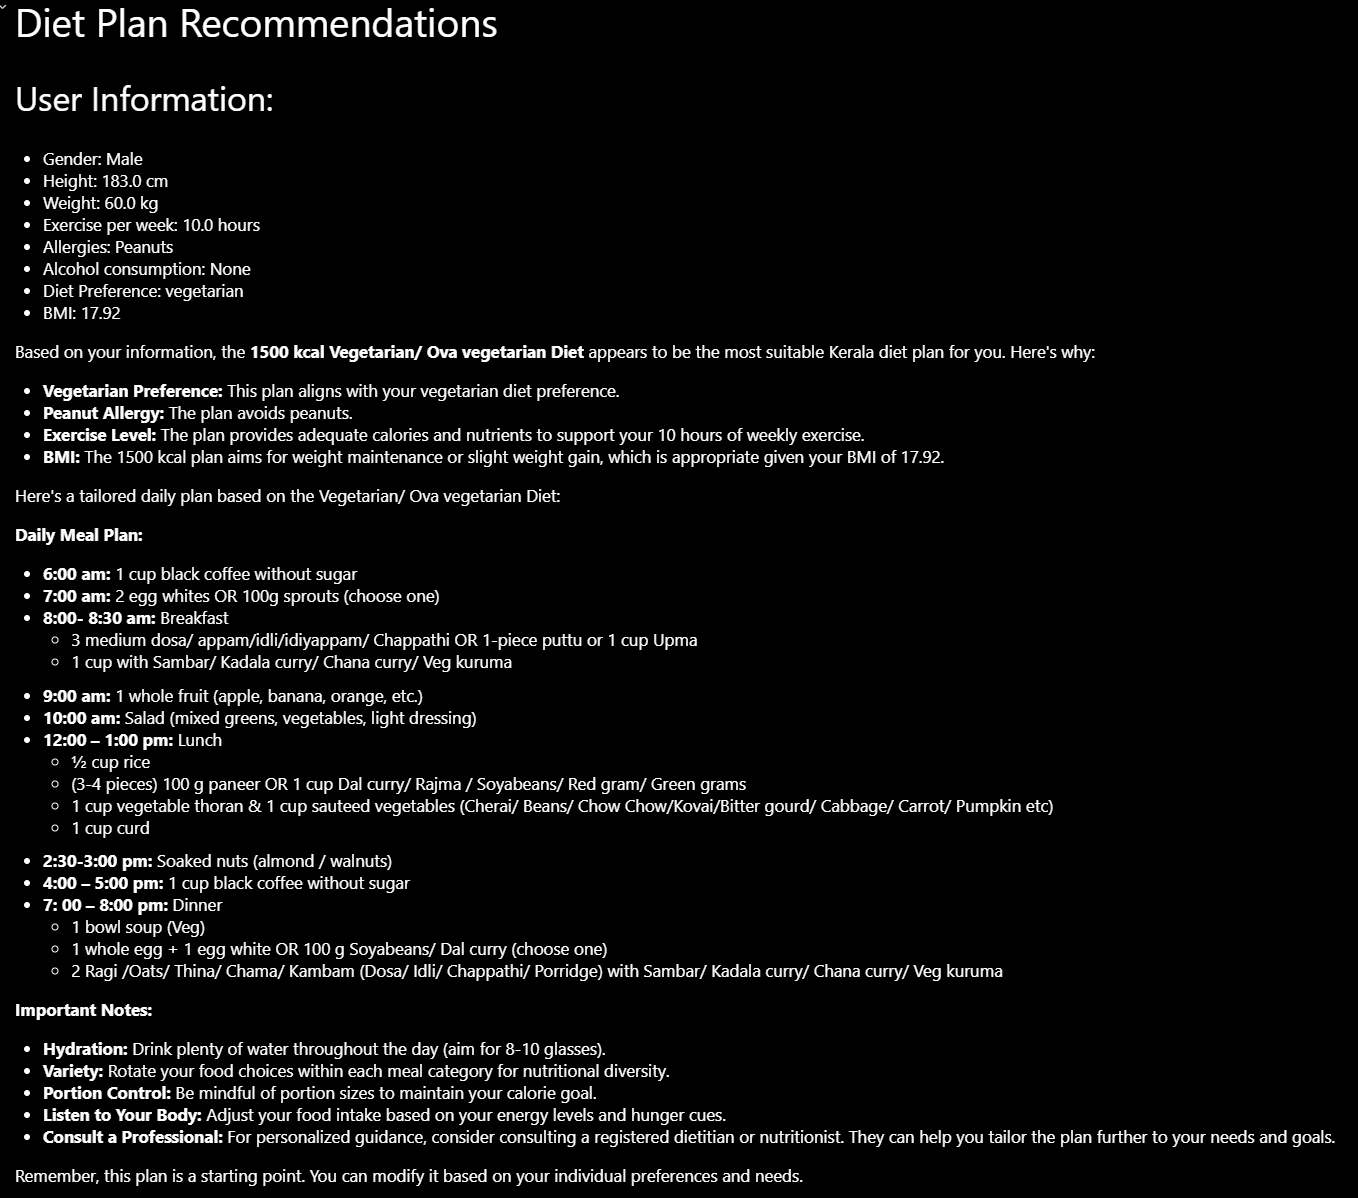 Diet Plan Recommendations
User Information:
• Gender: Male
• Height: 183.0 cm
• Weight: 60.0 kg
• Exercise per week: 10.0 hours
• Allergies: Peanuts
• Alcohol consumption: None
• Diet Preference: vegetarian
• BMI: 17.92
Based on your information, the 1500 kcal Vegetarian/ Ova vegetarian Diet appears to be the most suitable Kerala diet plan for you. Here's why:
• Vegetarian Preference: This plan aligns with your vegetarian diet preference.
• Peanut Allergy: The plan avoids peanuts.
• Exercise Level: The plan provides adequate calories and nutrients to support your 10 hours of weekly exercise.
• BMI: The 1500 kcal plan aims for weight maintenance or slight weight gain, which is appropriate given your BMI of 17.92.
Here's a tailored daily plan based on the Vegetarian/ Ova vegetarian Diet:
Daily Meal Plan:
• 6:00 am: 1 cup black coffee without sugar
• 7:00 am: 2 egg whites OR 100g sprouts (choose one)
• 8:00- 8:30 am: Breakfast
◦ 3 medium dosa/ appam/idli/idiyappam/ Chappathi OR 1-piece puttu or 1 cup Upma
◦ 1 cup with Sambar/ Kadala curry/ Chana curry/ Veg kuruma
• 9:00 am: 1 whole fruit (apple, banana, orange, etc.)
• 10:00 am: Salad (mixed greens, vegetables, light dressing)
• 12:00 – 1:00 pm: Lunch
◦ ½ cup rice
◦ (3-4 pieces) 100 g paneer OR 1 cup Dal curry/ Rajma / Soyabeans/ Red gram/ Green grams
◦ 1 cup vegetable thoran & 1 cup sauteed vegetables (Cherai/ Beans/ Chow Chow/Kovai/Bitter gourd/ Cabbage/ Carrot/ Pumpkin etc)
◦ 1 cup curd
• 2:30-3:00 pm: Soaked nuts (almond / walnuts)
• 4:00 – 5:00 pm: 1 cup black coffee without sugar
• 7: 00 – 8:00 pm: Dinner
◦ 1 bowl soup (Veg)
◦ 1 whole egg + 1 egg white OR 100 g Soyabeans/ Dal curry (choose one)
◦ 2 Ragi /Oats/ Thina/ Chama/ Kambam (Dosa/ Idli/ Chappathi/ Porridge) with Sambar/ Kadala curry/ Chana curry/ Veg kuruma
Important Notes:
• Hydration: Drink plenty of water throughout the day (aim for 8-10 glasses).
• Variety: Rotate your food choices within each meal category for nutritional diversity.
• Portion Control: Be mindful of portion sizes to maintain your calorie goal.
• Listen to Your Body: Adjust your food intake based on your energy levels and hunger cues.
• Consult a Professional: For personalized guidance, consider consulting a registered dietitian or nutritionist. They can help you tailor the plan further to your needs and goals.
Remember, this plan is a starting point. You can modify it based on your individual preferences and needs.